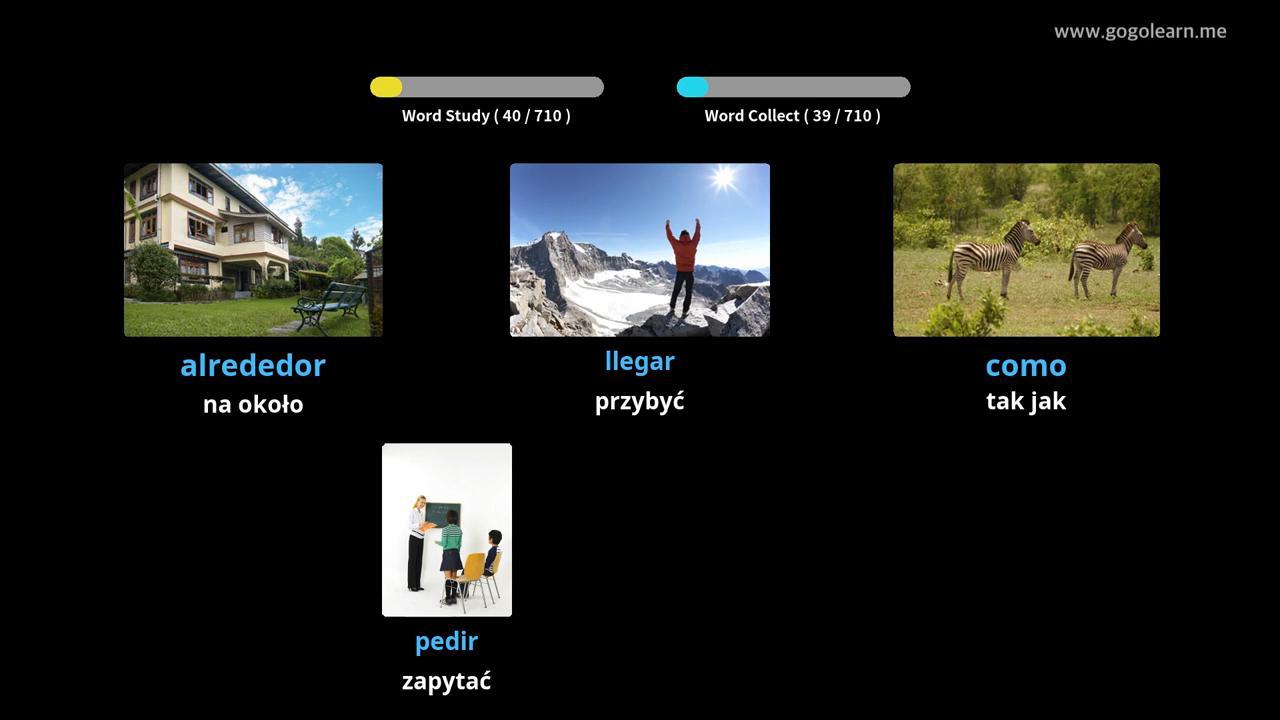 www.gogolearn.me
Word Study ( 40 / 710 )
Word Collect ( 39 / 710 )
alrededor
llegar
como
na około
przybyć
tak jak
pedir
zapytać